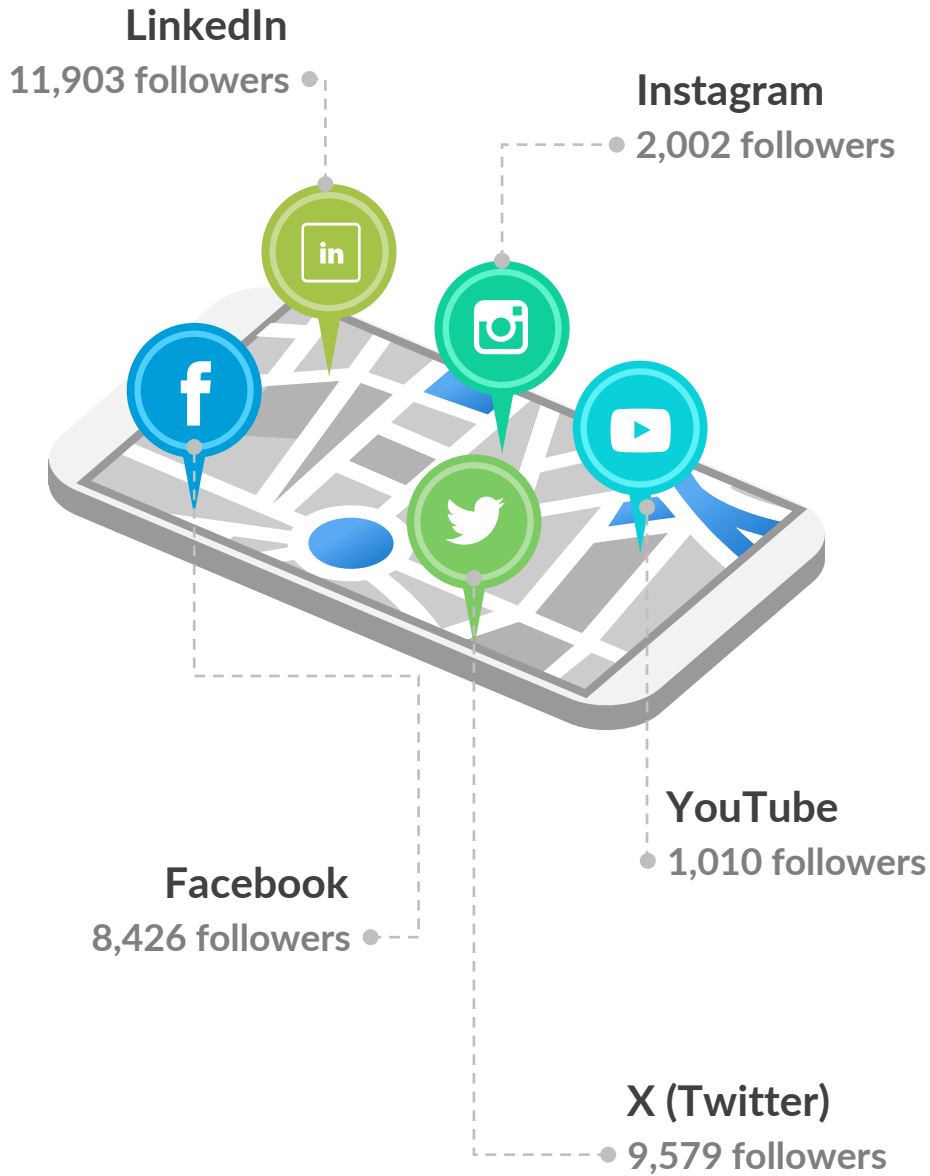 LinkedIn
11,903 followers
Instagram
2,002 followers
in
YouTube
1,010 followers
Facebook
8,426 followers
X (Twitter)
9,579 followers